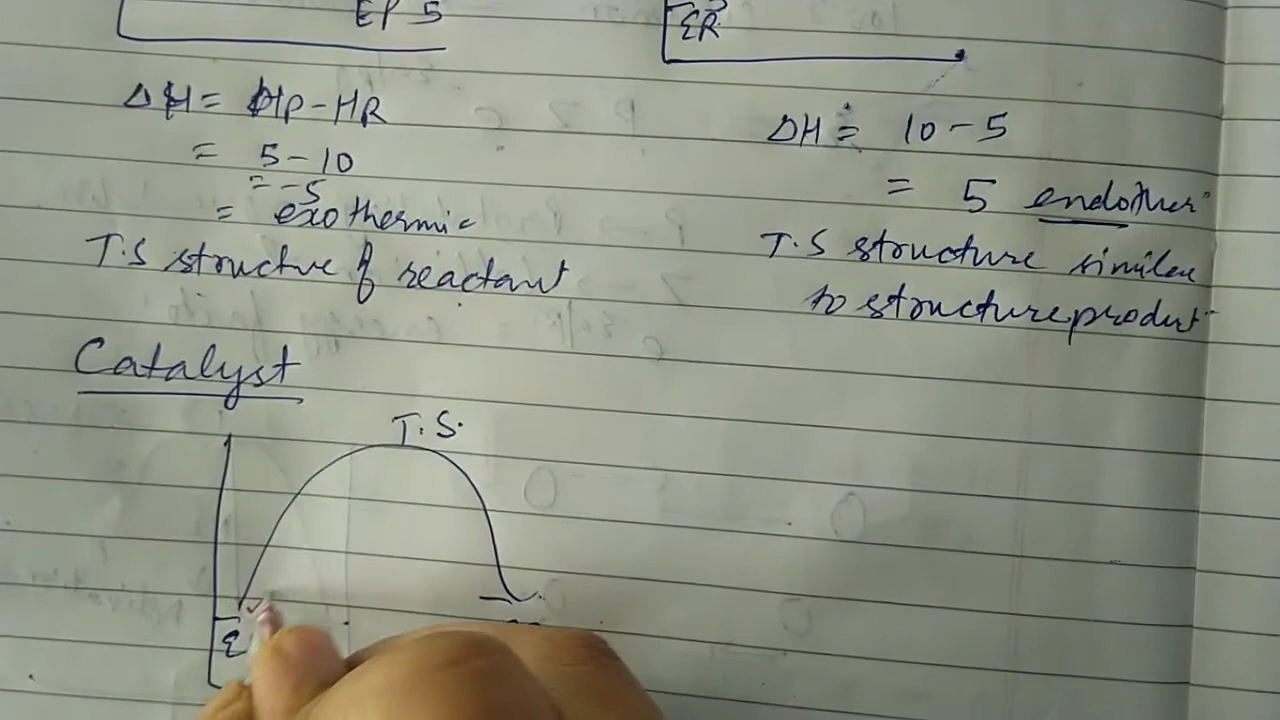 EP 5
ER
ΔH = HP - HR
= 5 - 10
= -5
= exothermic
T.S structure of reactant
ΔH = 10 - 5
= 5 endother
T.S structure similar
to structure product
Catalyst
T.S.
E